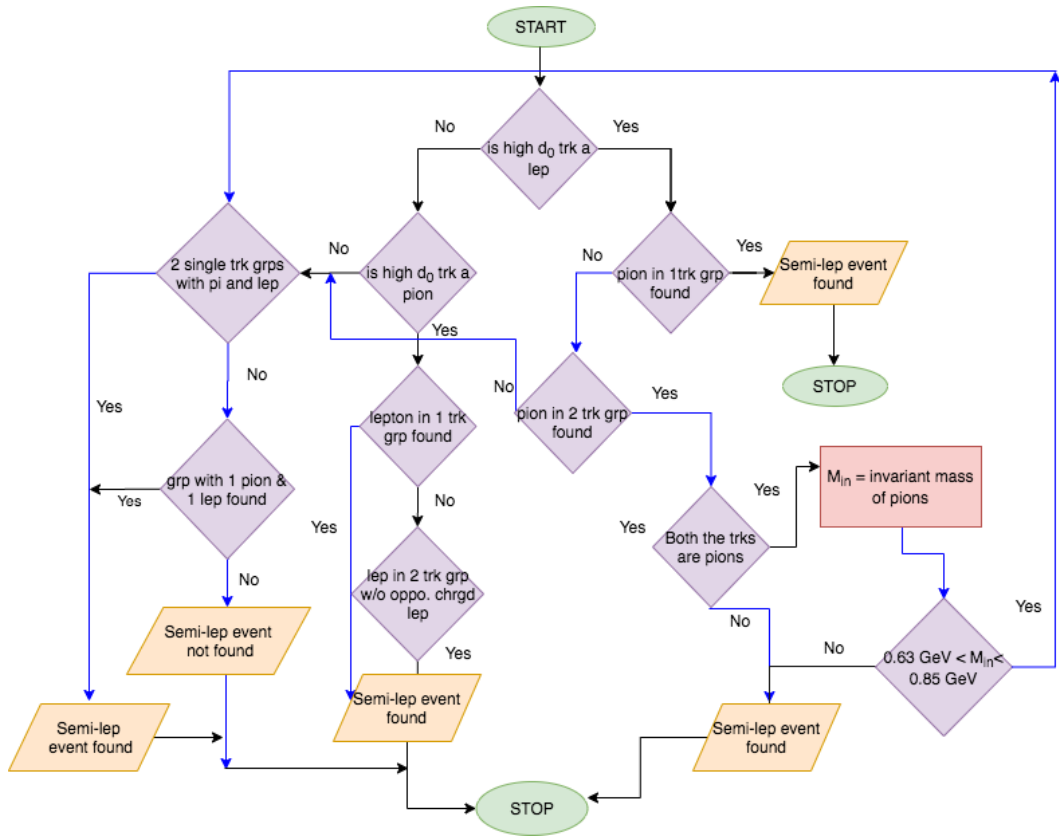 START
No
Yes
is high d0 trk a
lep
2 single trk grps
with pi and lep
No
is high d0 trk a
pion
No
pion in 1trk grp
found
Yes
Semi-lep event
found
STOP
Yes
Yes
No
lepton in 1 trk
grp found
No
pion in 2 trk grp
found
Yes
grp with 1 pion &
1 lep found
Yes
No
Yes
No
lep in 2 trk grp
w/o oppo. chrgd
lep
Yes
Yes
Both the trks
are pions
Yes
Min = invariant mass
of pions
No
No
0.63 GeV < Min<
0.85 GeV
Yes
Semi-lep event
not found
Semi-lep
event found
Semi-lep event
found
Semi-lep event
found
STOP